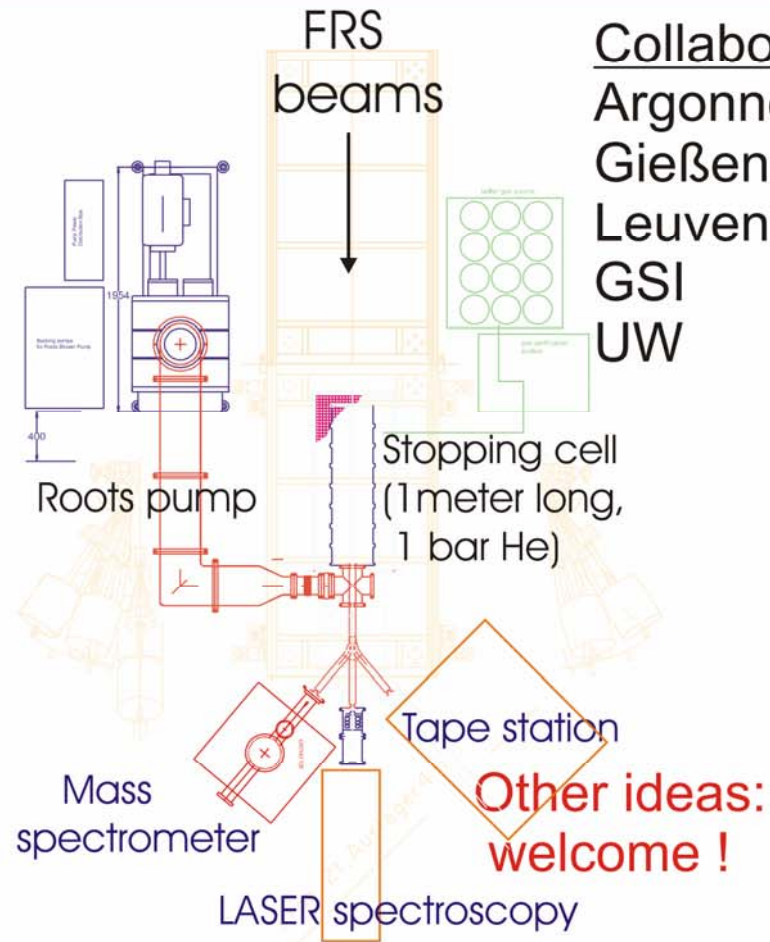 FRS
beams
Collabo
Argonne
Gießen
Leuven
GSI
UW
1954
400
Roots pump
Stopping cell
(1meter long,
1 bar He)
Tape station
Mass
spectrometer
Other ideas:
welcome !
LASER spectroscopy